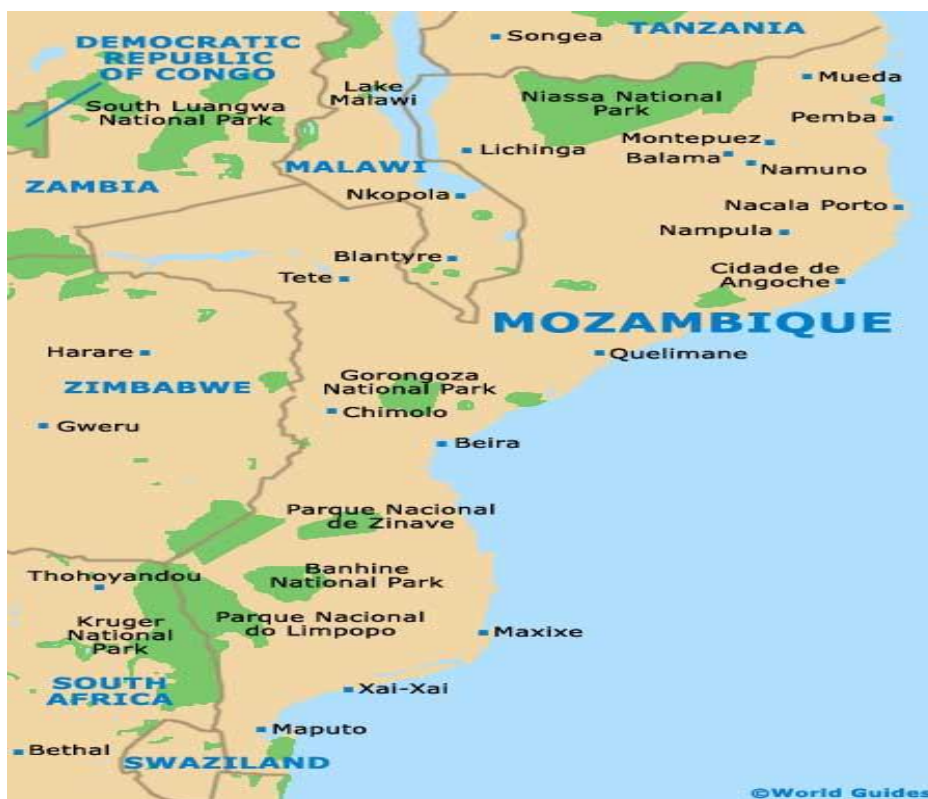 DEMOCRATIC
REPUBLIC
OF CONGO
Songea
TANZANIA
South Luangwa
National Park
Lake
Malawi
Niassa National
Park
Mueda
Pemba
Montepuez
Lichinga
Balama
Namuno
MALAWI
ZAMBIA
Nkopola
Nacala Porto
Nampula
Blantyre
Tete
Cidade de
Angoche
MOZAMBIQUE
Harare
Quelimane
ZIMBABWE
Gorongoza
National Park
Chimolo
Gweru
Beira
Parque Nacional
de Zinave
Thohoyandou
Banhine
National Park
Kruger
National
Park
Parque Nacional
do Limpopo
Maxixe
SOUTH
AFRICA
Xai-Xai
Maputo
Bethal
SWAZILAND
©World Guides